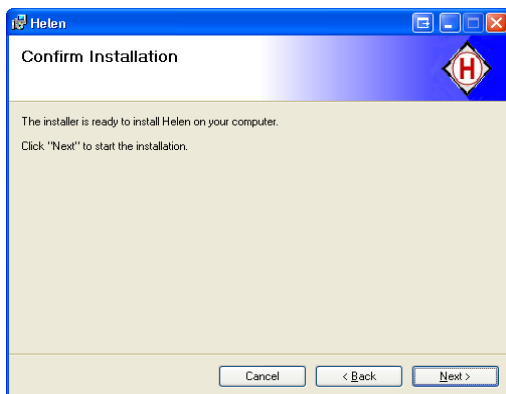 Helen
Confirm Installation
H
The installer is ready to install Helen on your computer.
Click "Next" to start the installation.
Cancel
< Back
Next >